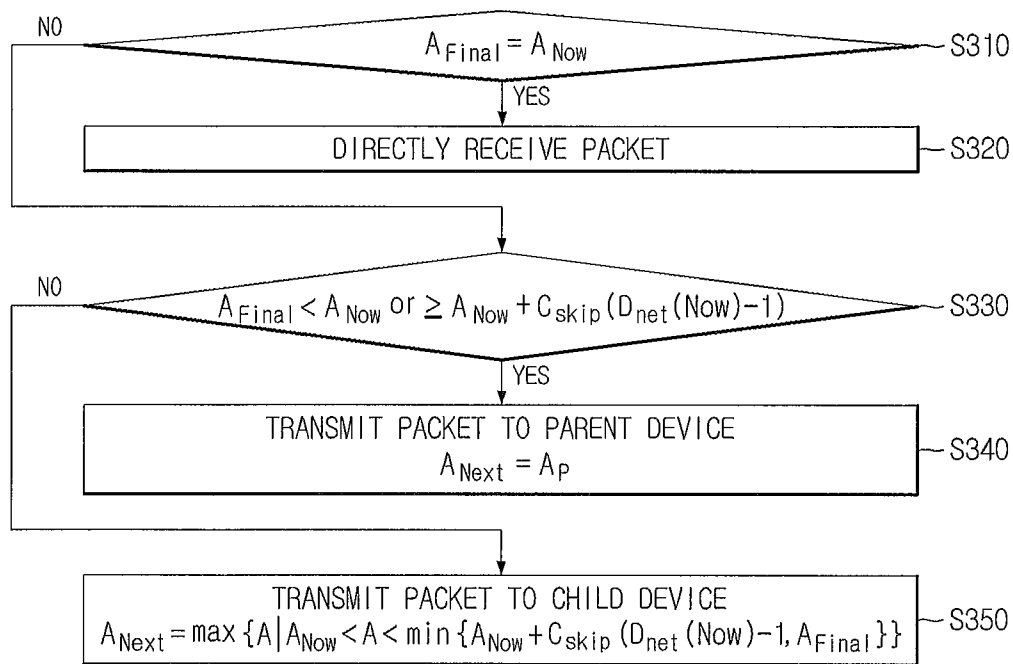 NO
A_Final = A_Now
S310
YES
DIRECTLY RECEIVE PACKET
S320
NO
A_Final < A_Now or ≥ A_Now + C_skip (D_net (Now)-1)
S330
YES
TRANSMIT PACKET TO PARENT DEVICE
A_Next = A_P
S340
TRANSMIT PACKET TO CHILD DEVICE
A_Next = max {A|A_Now < A < min {A_Now + C_skip (D_net (Now)-1, A_Final}}
S350